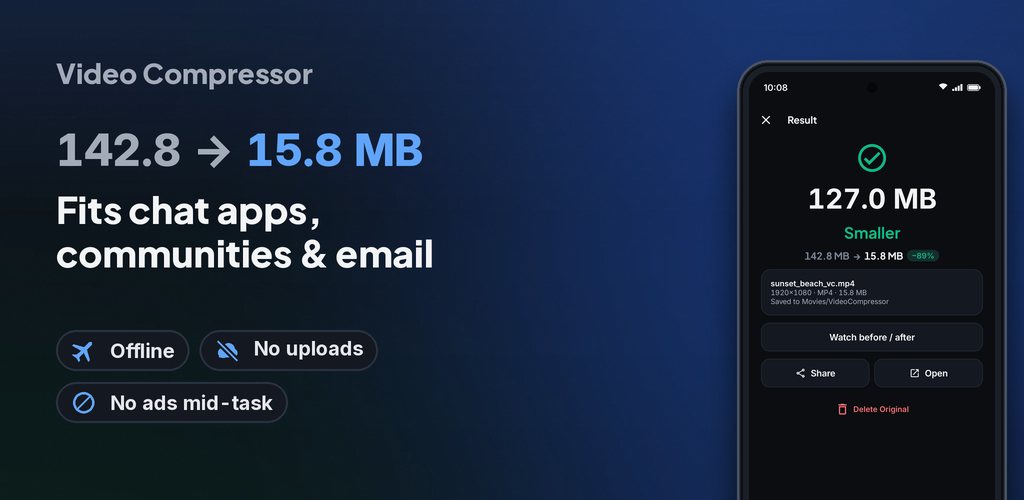 Video Compressor
142.8 → 15.8 MB
Fits chat apps,
communities & email
Offline
No uploads
No ads mid-task
10:08
Result
127.0 MB
Smaller
142.8 MB → 15.8 MB -89%
sunset_beach_vc.mp4
1920×1080 · MP4 · 15.8 MB
Saved to Movies/VideoCompressor
Watch before / after
Share
Open
Delete Original